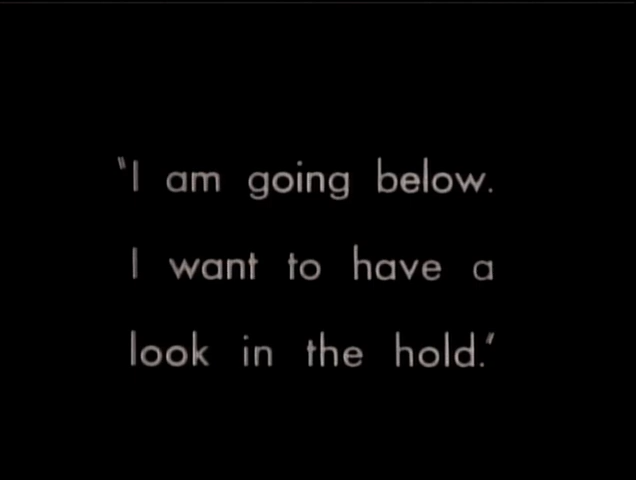 "I am going below.
I want to have a
look in the hold."